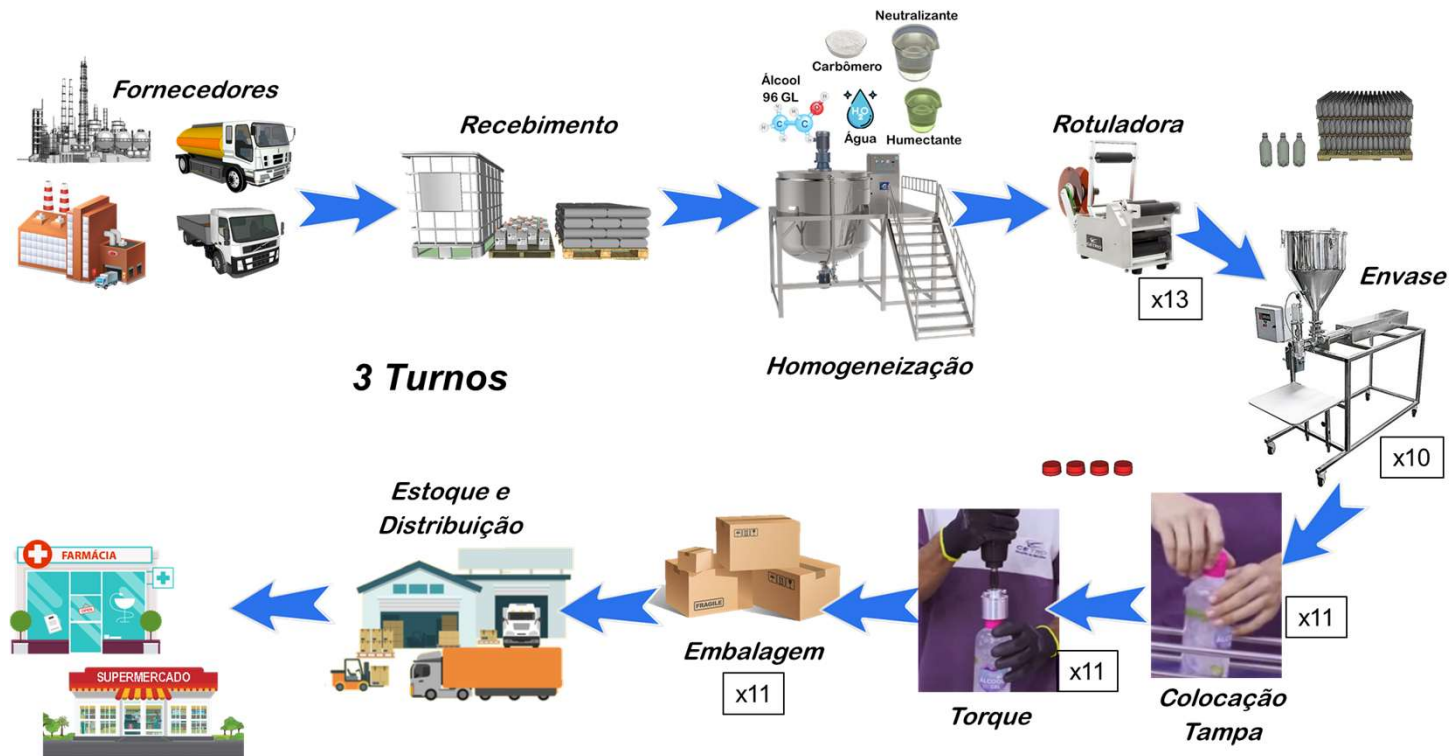 Fornecedores
Recebimento
Neutralizante
Carbômero
Álcool
96 GL
H₂O
Água
Humectante
H
H
H
C
C
O
H
Homogeneização
Rotuladora
x13
Envase
x10
3 Turnos
Colocação
Tampa
x11
Torque
x11
Embalagem
x11
FRAGILE
Estoque e
Distribuição
FARMÁCIA
SUPERMERCADO